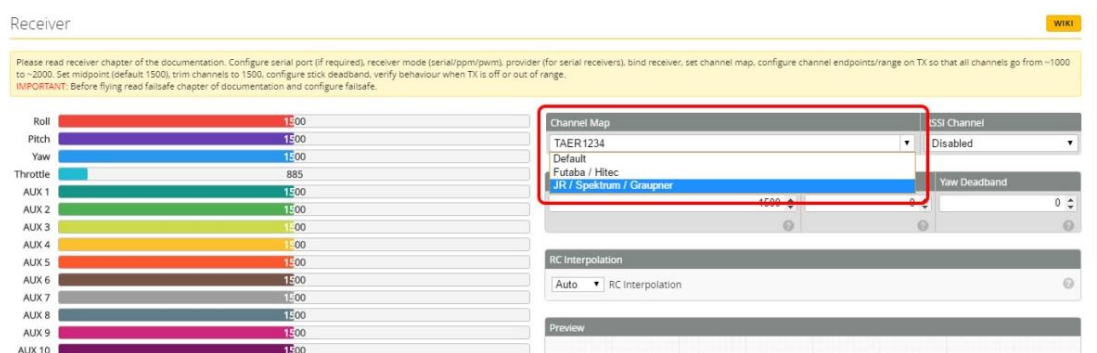 Receiver
WIKI
Please read receiver chapter of the documentation. Configure serial port (if required), receiver mode (serial/ppm/pwm), provider (for serial receivers), bind receiver, set channel map, configure channel endpoints/range on TX so that all channels go from ~1000
to ~2000. Set midpoint (default 1500), trim channels to 1500, configure stick deadband, verify behaviour when TX is off or out of range.
IMPORTANT: Before flying read failsafe chapter of documentation and configure failsafe.
Roll 1500
Pitch 1500
Yaw 1500
Throttle 885
AUX 1 1500
AUX 2 1500
AUX 3 1500
AUX 4 1500
AUX 5 1500
AUX 6 1500
AUX 7 1500
AUX 8 1500
AUX 9 1500
AUX 10 1500
Channel Map
RSSI Channel
TAER1234
Disabled
Default
Futaba / Hitec
JR / Spektrum / Graupner
Yaw Deadband
1500
0
0
RC Interpolation
Auto RC Interpolation
Preview